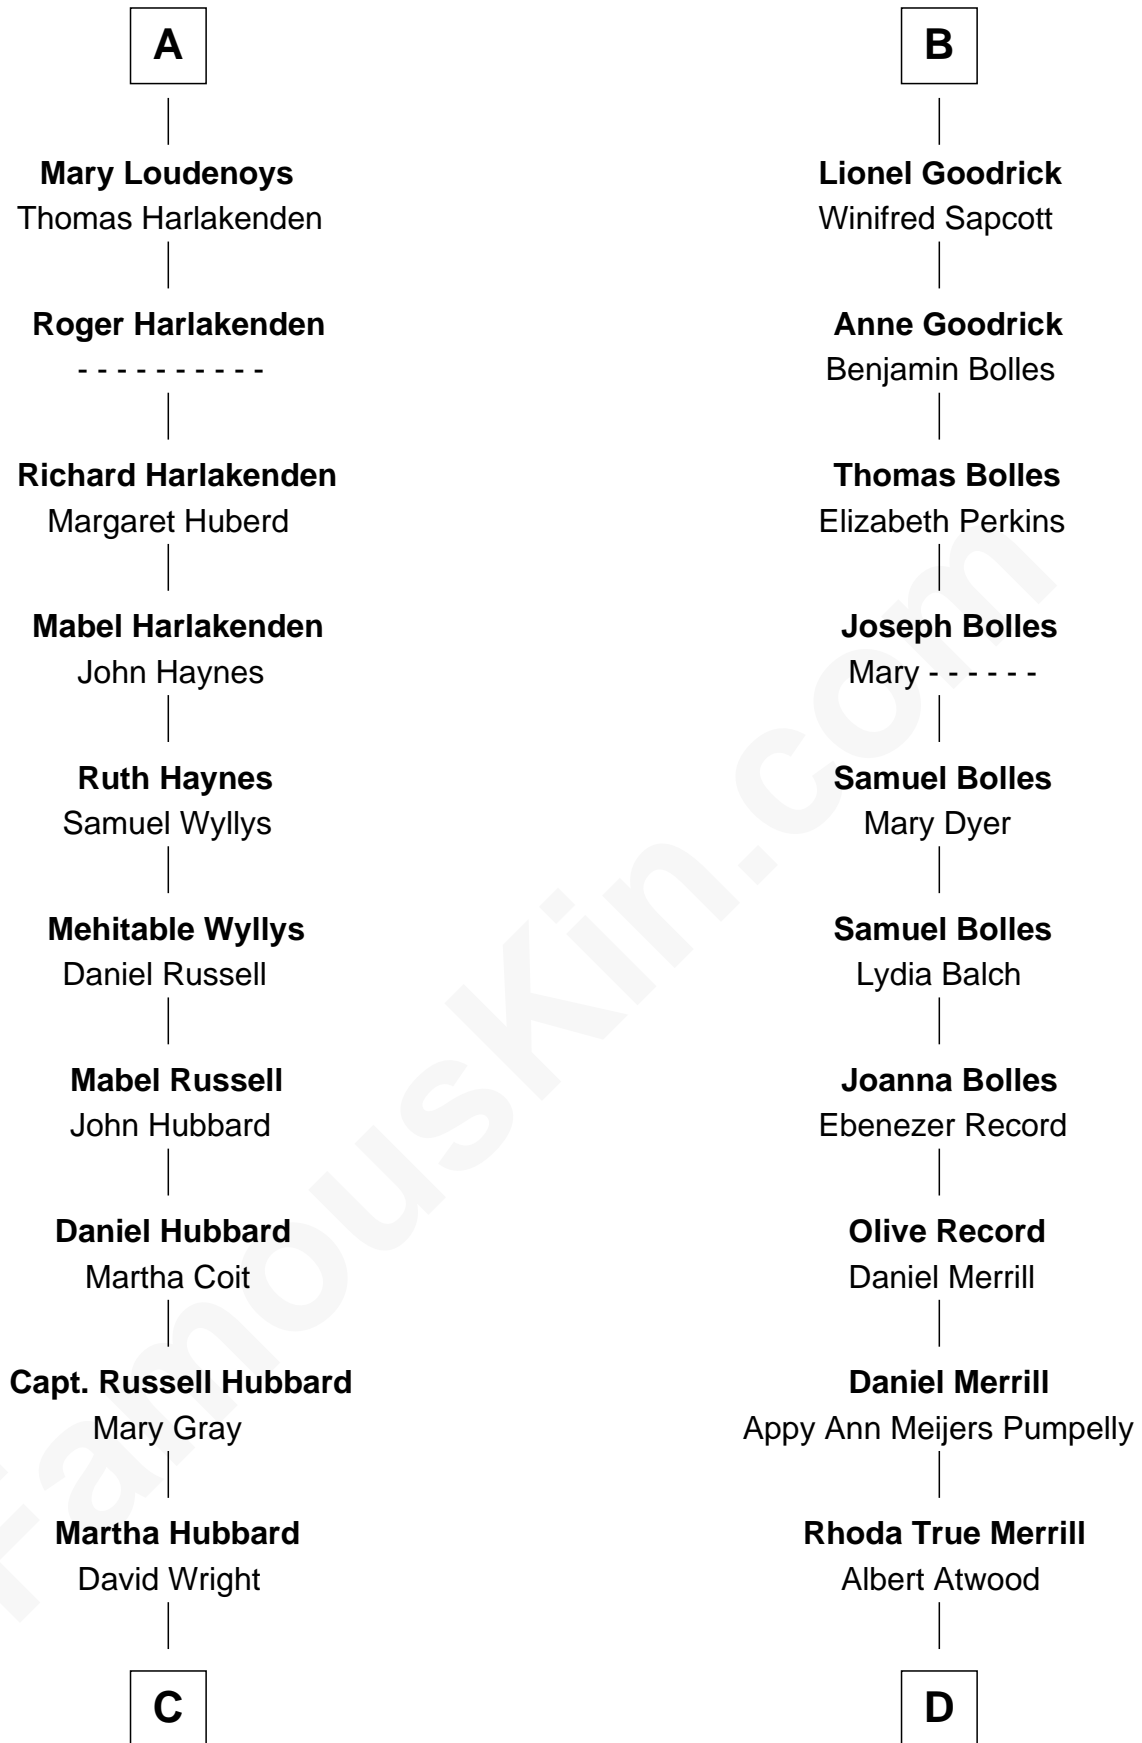 A
Mary Loudenoys
Thomas Harlakenden
Roger Harlakenden
- - - - - - - - - -
Richard Harlakenden
Margaret Huberd
Mabel Harlakenden
John Haynes
Ruth Haynes
Samuel Wyllys
Mehitable Wyllys
Daniel Russell
Mabel Russell
John Hubbard
Daniel Hubbard
Martha Coit
Capt. Russell Hubbard
Mary Gray
Martha Hubbard
David Wright
C
B
Lionel Goodrick
Winifred Sapcott
Anne Goodrick
Benjamin Bolles
Thomas Bolles
Elizabeth Perkins
Joseph Bolles
Mary - - - - - -
Samuel Bolles
Mary Dyer
Samuel Bolles
Lydia Balch
Joanna Bolles
Ebenezer Record
Olive Record
Daniel Merrill
Daniel Merrill
Appy Ann Meijers Pumpelly
Rhoda True Merrill
Albert Atwood
D
FamousKin.com